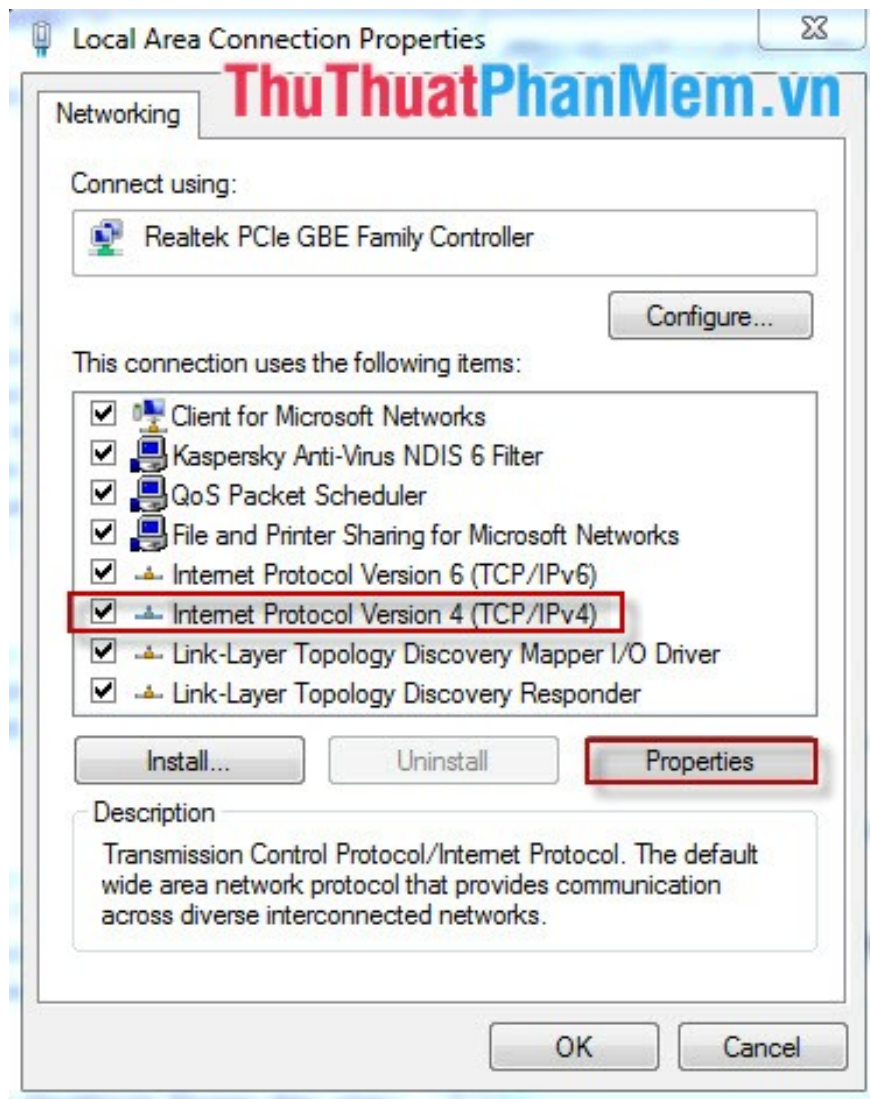 Local Area Connection Properties
ThuThuatPhanMem.vn
Networking
Connect using:
Realtek PCIe GBE Family Controller
Configure...
This connection uses the following items:
Client for Microsoft Networks
Kaspersky Anti-Virus NDIS 6 Filter
QoS Packet Scheduler
File and Printer Sharing for Microsoft Networks
Internet Protocol Version 6 (TCP/IPv6)
Internet Protocol Version 4 (TCP/IPv4)
Link-Layer Topology Discovery Mapper I/O Driver
Link-Layer Topology Discovery Responder
Install... Uninstall Properties
Description
Transmission Control Protocol/Internet Protocol. The default
wide area network protocol that provides communication
across diverse interconnected networks.
OK Cancel